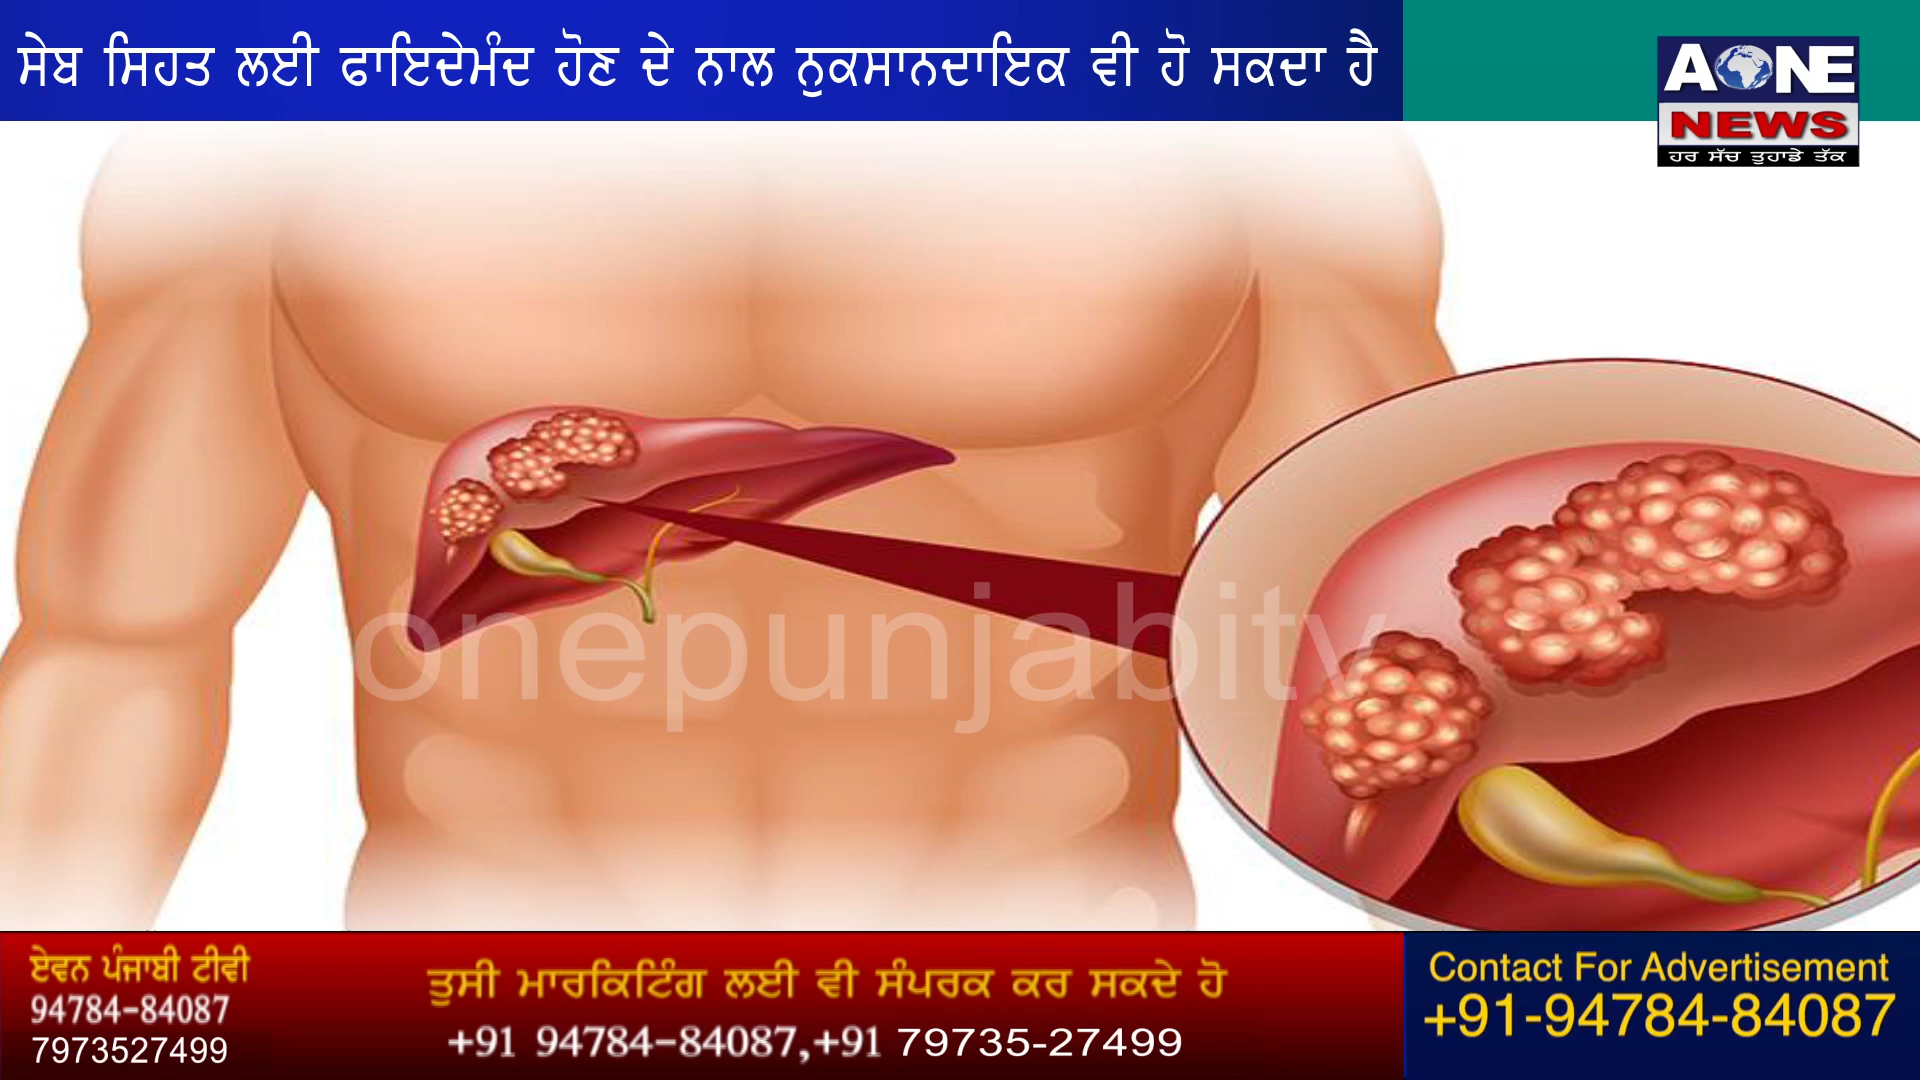 ਸੇਬ ਸਿਹਤ ਲਈ ਫਾਇਦੇਮੰਦ ਹੋਣ ਦੇ ਨਾਲ ਨੁਕਸਾਨਦਾਇਕ ਵੀ ਹੋ ਸਕਦਾ ਹੈ
AONE
NEWS
ਹਰ ਸੱਚ ਤੁਹਾਡੇ ਤੱਕ
onepunjabitv
ਏਵਨ ਪੰਜਾਬੀ ਟੀਵੀ
94784-84087
7973527499
ਤੁਸੀ ਮਾਰਕਿਟਿੰਗ ਲਈ ਵੀ ਸੰਪਰਕ ਕਰ ਸਕਦੇ ਹੋ
+91 94784-84087,+91 79735-27499
Contact For Advertisement
+91-94784-84087